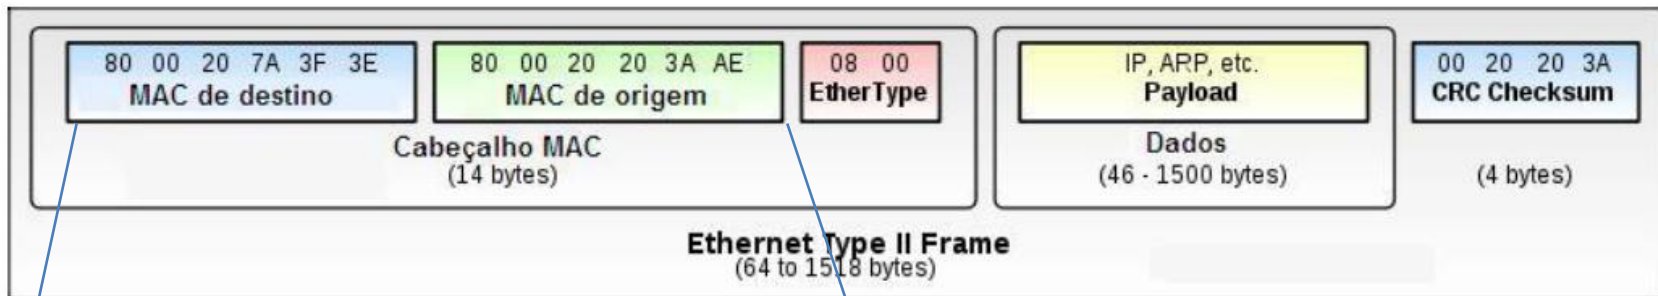 80 00 20 7A 3F 3E
MAC de destino
80 00 20 20 3A AE
MAC de origem
08 00
EtherType
Cabeçalho MAC
(14 bytes)
IP, ARP, etc.
Payload
Dados
(46 - 1500 bytes)
00 20 20 3A
CRC Checksum
(4 bytes)
Ethernet Type II Frame
(64 to 1518 bytes)